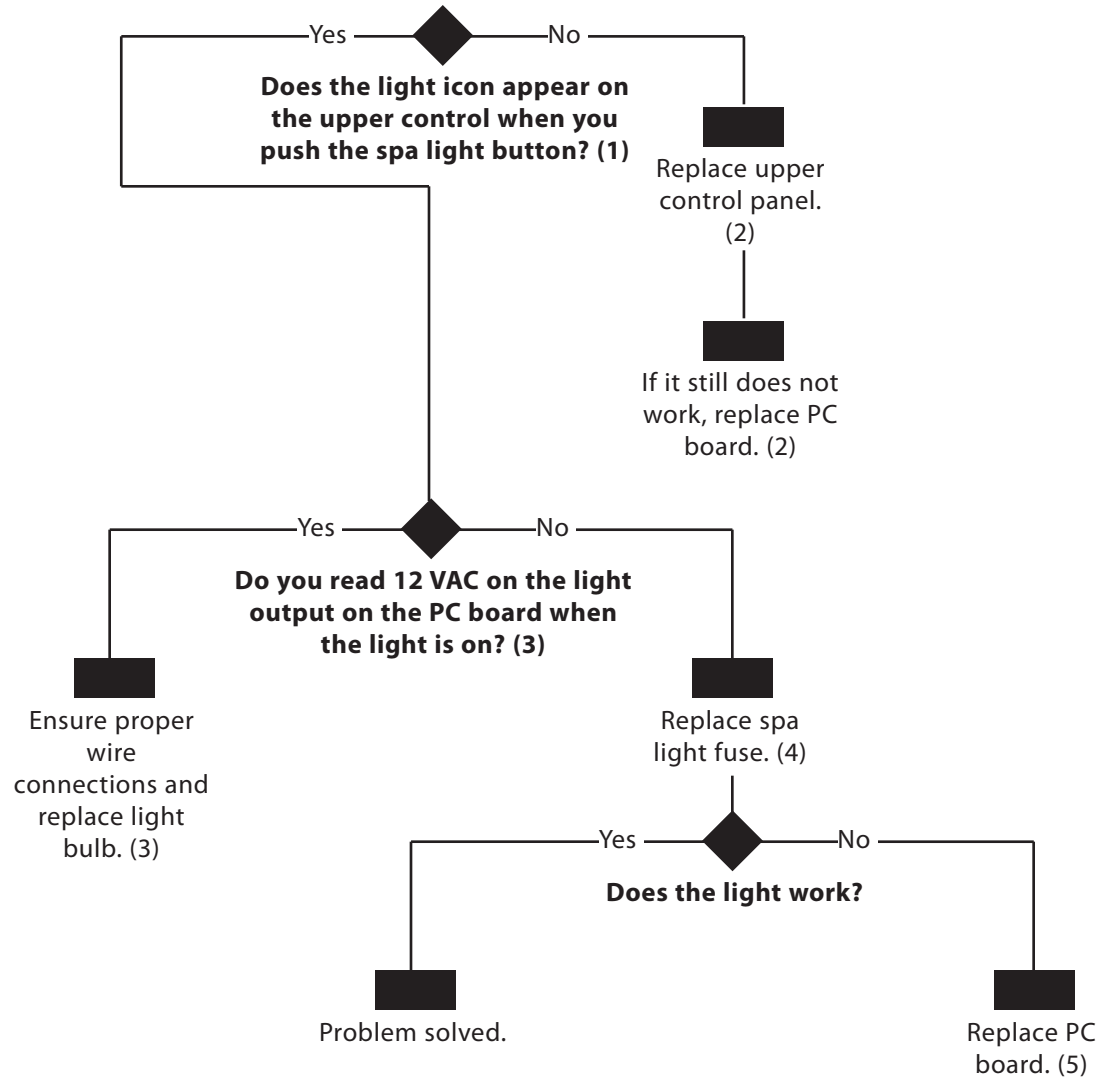 Yes
No
Does the light icon appear on
the upper control when you
push the spa light button? (1)
Replace upper
control panel.
(2)
If it still does not
work, replace PC
board. (2)
Yes
No
Do you read 12 VAC on the light
output on the PC board when
the light is on? (3)
Ensure proper
wire
connections and
replace light
bulb. (3)
Replace spa
light fuse. (4)
Yes
No
Does the light work?
Problem solved.
Replace PC
board. (5)